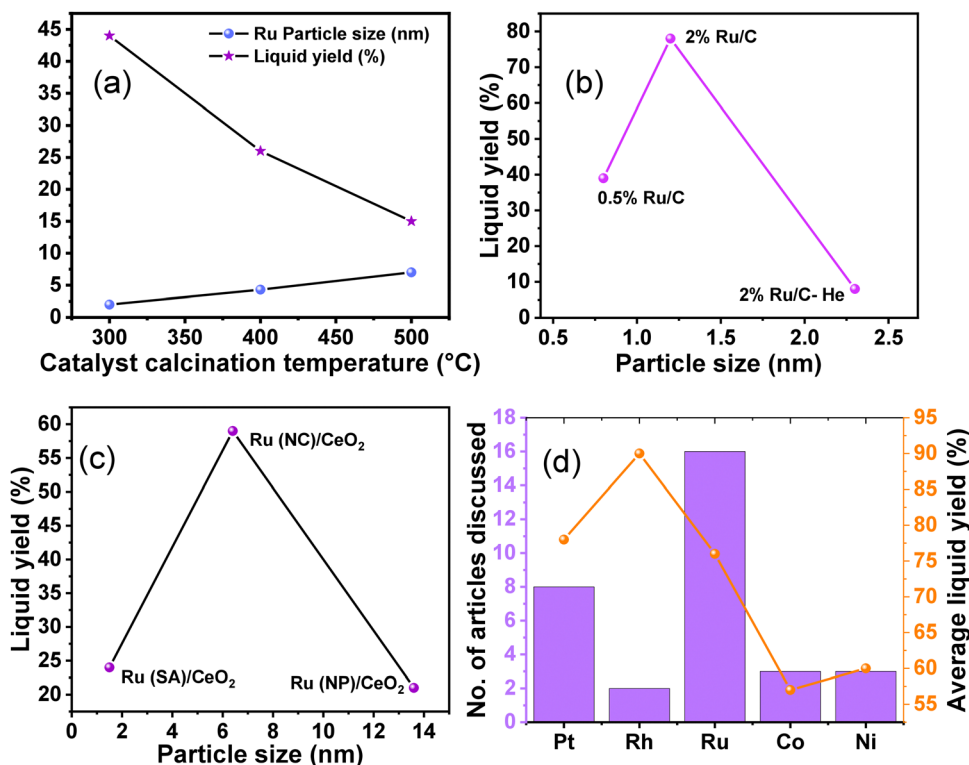 (a)
Ru Particle size (nm)
Liquid yield (%)
45
40
35
30
25
20
15
10
5
0
300 325 350 375 400 425 450 475 500
Catalyst calcination temperature (°C)
(b)
Liquid yield (%)
80
70
60
50
40
30
20
10
0
2% Ru/C
0.5% Ru/C
2% Ru/C- He
0.5 1.0 1.5 2.0 2.5
Particle size (nm)
(c)
Liquid yield (%)
60
55
50
45
40
35
30
25
20
Ru (NC)/CeO₂
Ru (SA)/CeO₂
Ru (NP)/CeO₂
0 2 4 6 8 10 12 14
Particle size (nm)
(d)
No. of articles discussed
18
16
14
12
10
8
6
4
2
0
Average liquid yield (%)
95
90
85
80
75
70
65
60
55
Pt Rh Ru Co Ni